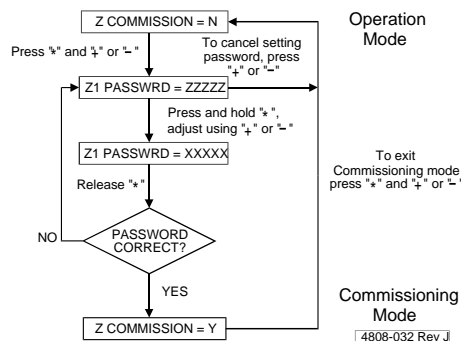 Z COMMISSION = N
Operation
Mode
Press "*" and "+" or "-"
To cancel setting
password, press
"+" or "-"
Z1 PASSWRD = ZZZZZ
Press and hold "*",
adjust using "+" or "-"
Z1 PASSWRD = XXXXX
To exit
Commissioning mode
press "*" and "+" or "-"
Release "*"
NO
PASSWORD
CORRECT?
YES
Z COMMISSION = Y
Commissioning
Mode
4808-032 Rev J